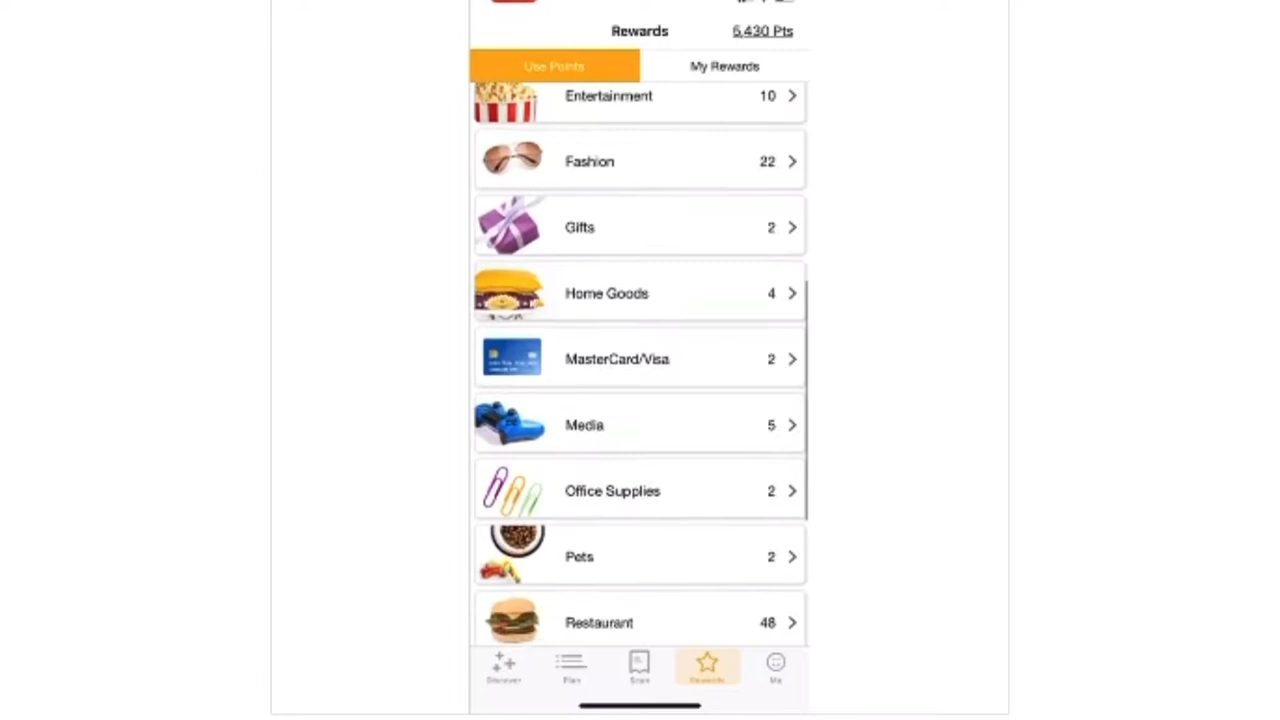 Rewards 5,430 Pts
Use Points My Rewards
Entertainment 10
Fashion 22
Gifts 2
Home Goods 4
MasterCard/Visa 2
Media 5
Office Supplies 2
Pets 2
Restaurant 48
Discover Plan Scan Rewards Me